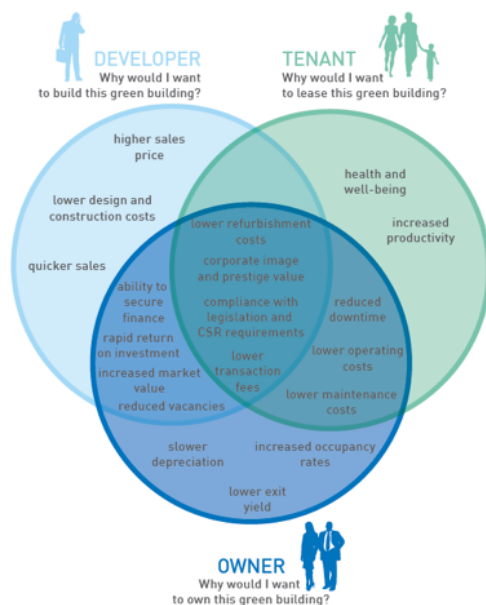 DEVELOPER
Why would I want
to build this green building?
TENANT
Why would I want
to lease this green building?
higher sales
price
lower design and
construction costs
quicker sales
health and
well-being
increased
productivity
lower refurbishment
costs
corporate image
and prestige value
compliance with
legislation and
CSR requirements
lower
transaction
fees
ability to
secure
finance
rapid return
on investment
increased market
value
reduced vacancies
reduced
downtime
lower operating
costs
lower maintenance
costs
slower
depreciation
increased occupancy
rates
lower exit
yield
OWNER
Why would I want
to own this green building?